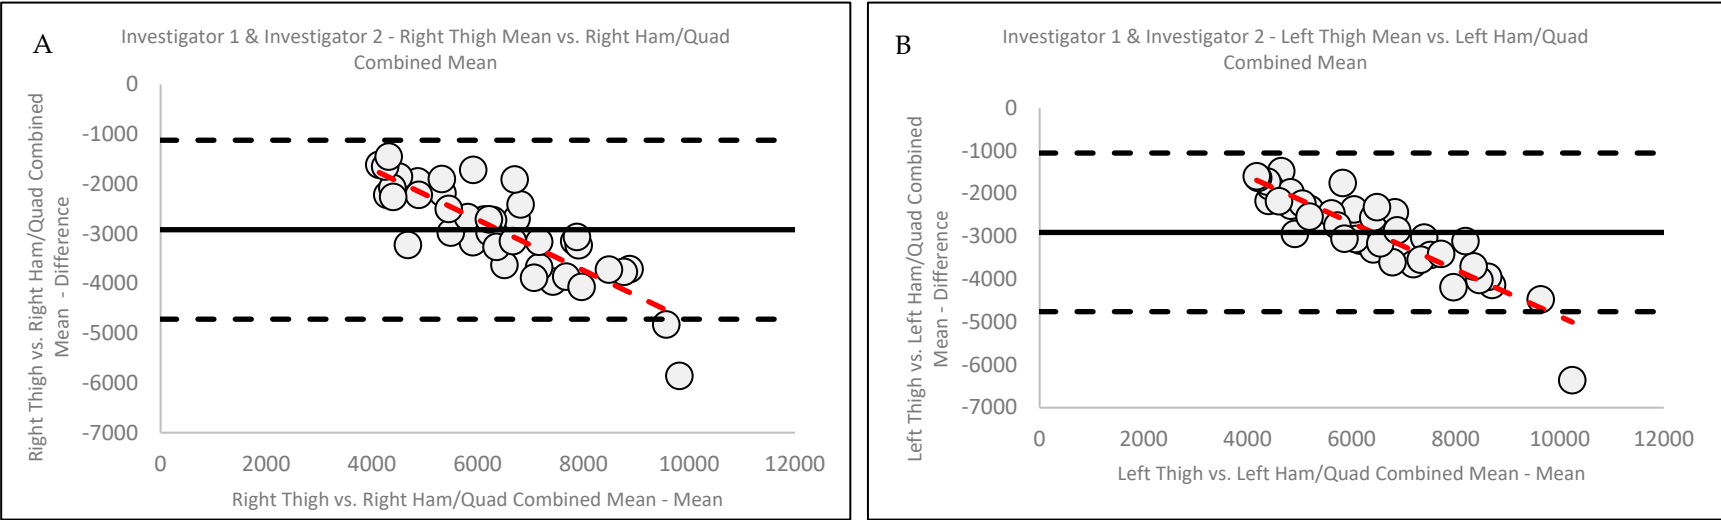 A
Investigator 1 & Investigator 2 - Right Thigh Mean vs. Right Ham/Quad
Combined Mean
Right Thigh vs. Right Ham/Quad Combined
Mean - Difference
0
-1000
-2000
-3000
-4000
-5000
-6000
-7000
0 2000 4000 6000 8000 10000 12000
Right Thigh vs. Right Ham/Quad Combined Mean - Mean
B
Investigator 1 & Investigator 2 - Left Thigh Mean vs. Left Ham/Quad
Combined Mean
Left Thigh vs. Left Ham/Quad Combined
Mean - Difference
0
-1000
-2000
-3000
-4000
-5000
-6000
-7000
0 2000 4000 6000 8000 10000 12000
Left Thigh vs. Left Ham/Quad Combined Mean - Mean